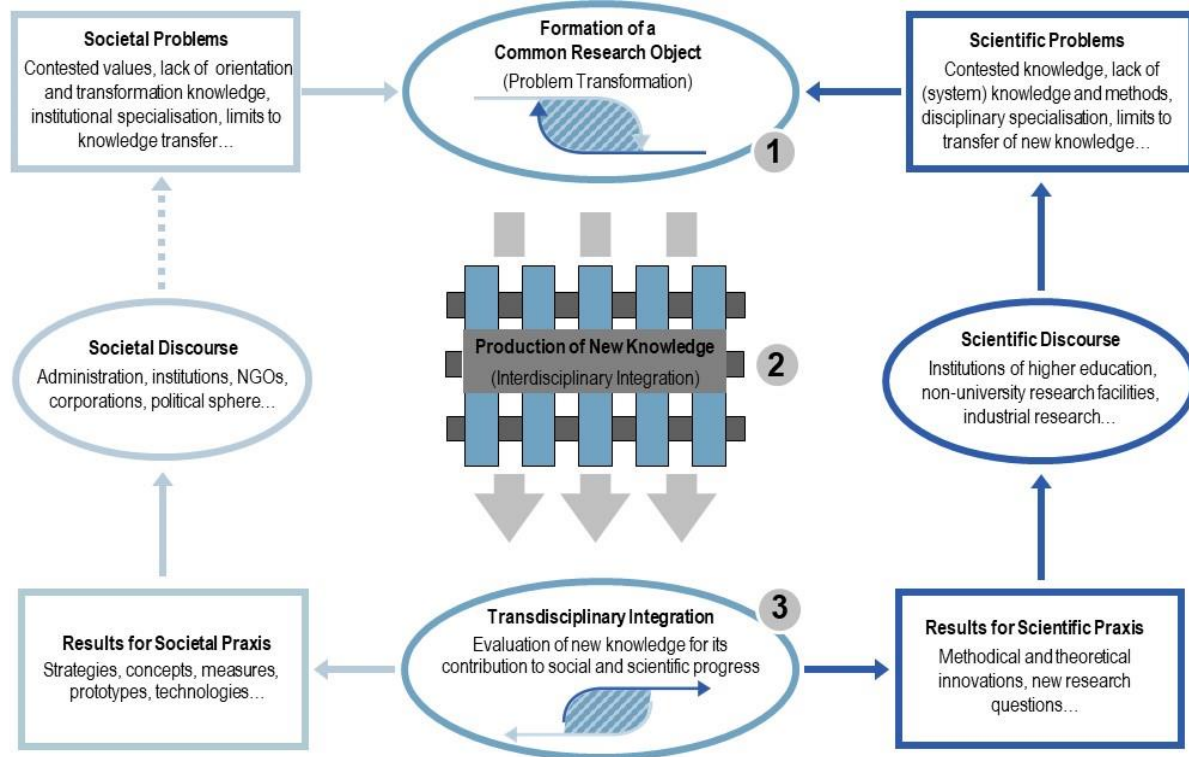 Societal Problems
Contested values, lack of orientation
and transformation knowledge,
institutional specialisation, limits to
knowledge transfer…
Formation of a
Common Research Object
(Problem Transformation)
1
Scientific Problems
Contested knowledge, lack of
(system) knowledge and methods,
disciplinary specialisation, limits to
transfer of new knowledge…
Societal Discourse
Administration, institutions, NGOs,
corporations, political sphere…
Production of New Knowledge
(Interdisciplinary Integration)
2
Scientific Discourse
Institutions of higher education,
non-university research facilities,
industrial research…
Results for Societal Praxis
Strategies, concepts, measures,
prototypes, technologies…
Transdisciplinary Integration
Evaluation of new knowledge for its
contribution to social and scientific progress
3
Results for Scientific Praxis
Methodical and theoretical
innovations, new research
questions…